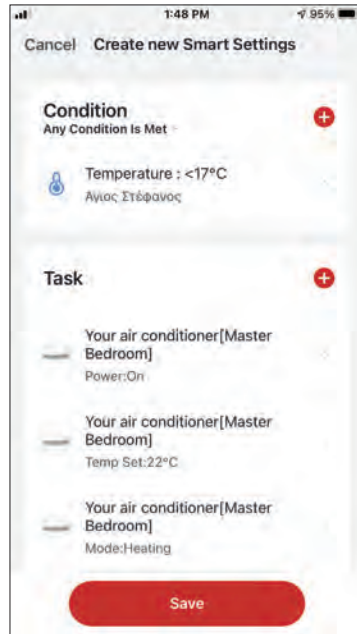 1:48 PM
95%
Cancel Create new Smart Settings
Condition
Any Condition Is Met
Temperature : <17°C
Άγιος Στέφανος
Task
Your air conditioner[Master
Bedroom]
Power:On
Your air conditioner[Master
Bedroom]
Temp Set:22°C
Your air conditioner[Master
Bedroom]
Mode:Heating
Save